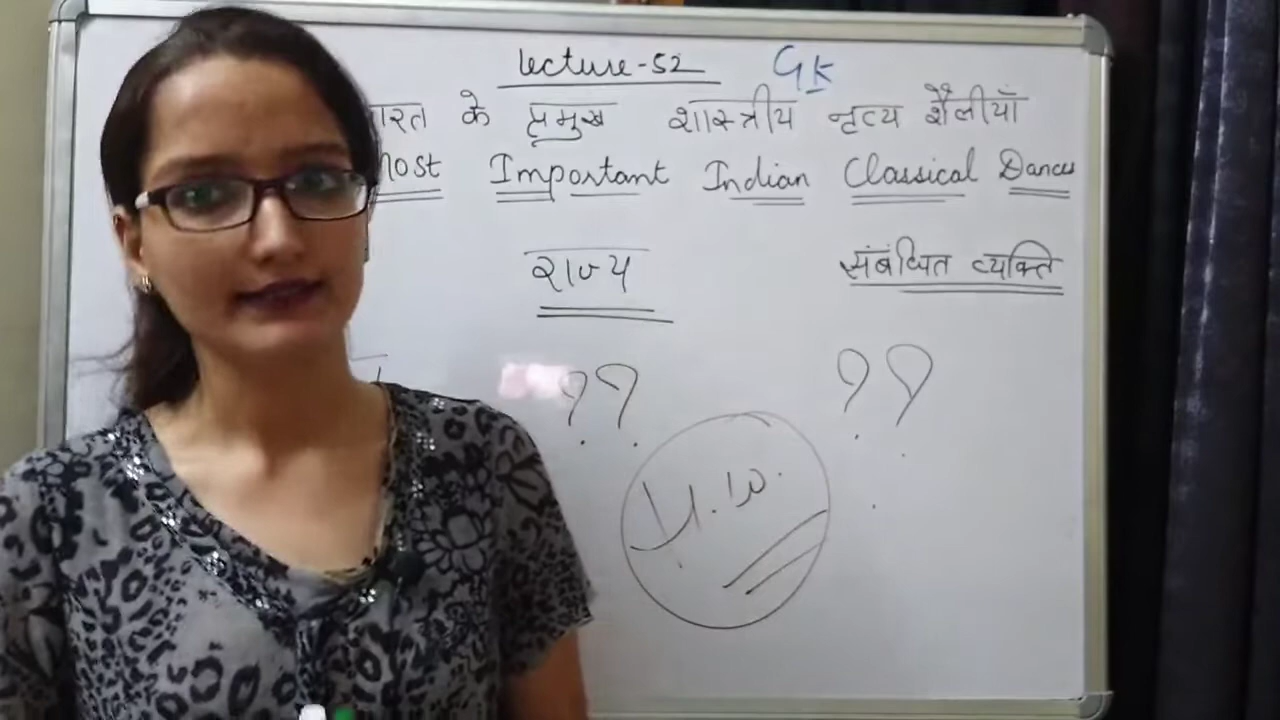 Lecture-52 GK
ारत के प्रमुख शास्त्रीय नृत्य शैलीयाँ
Most Important Indian Classical Dances
राज्य संबंधित व्यक्ति
?? ??
H.W.